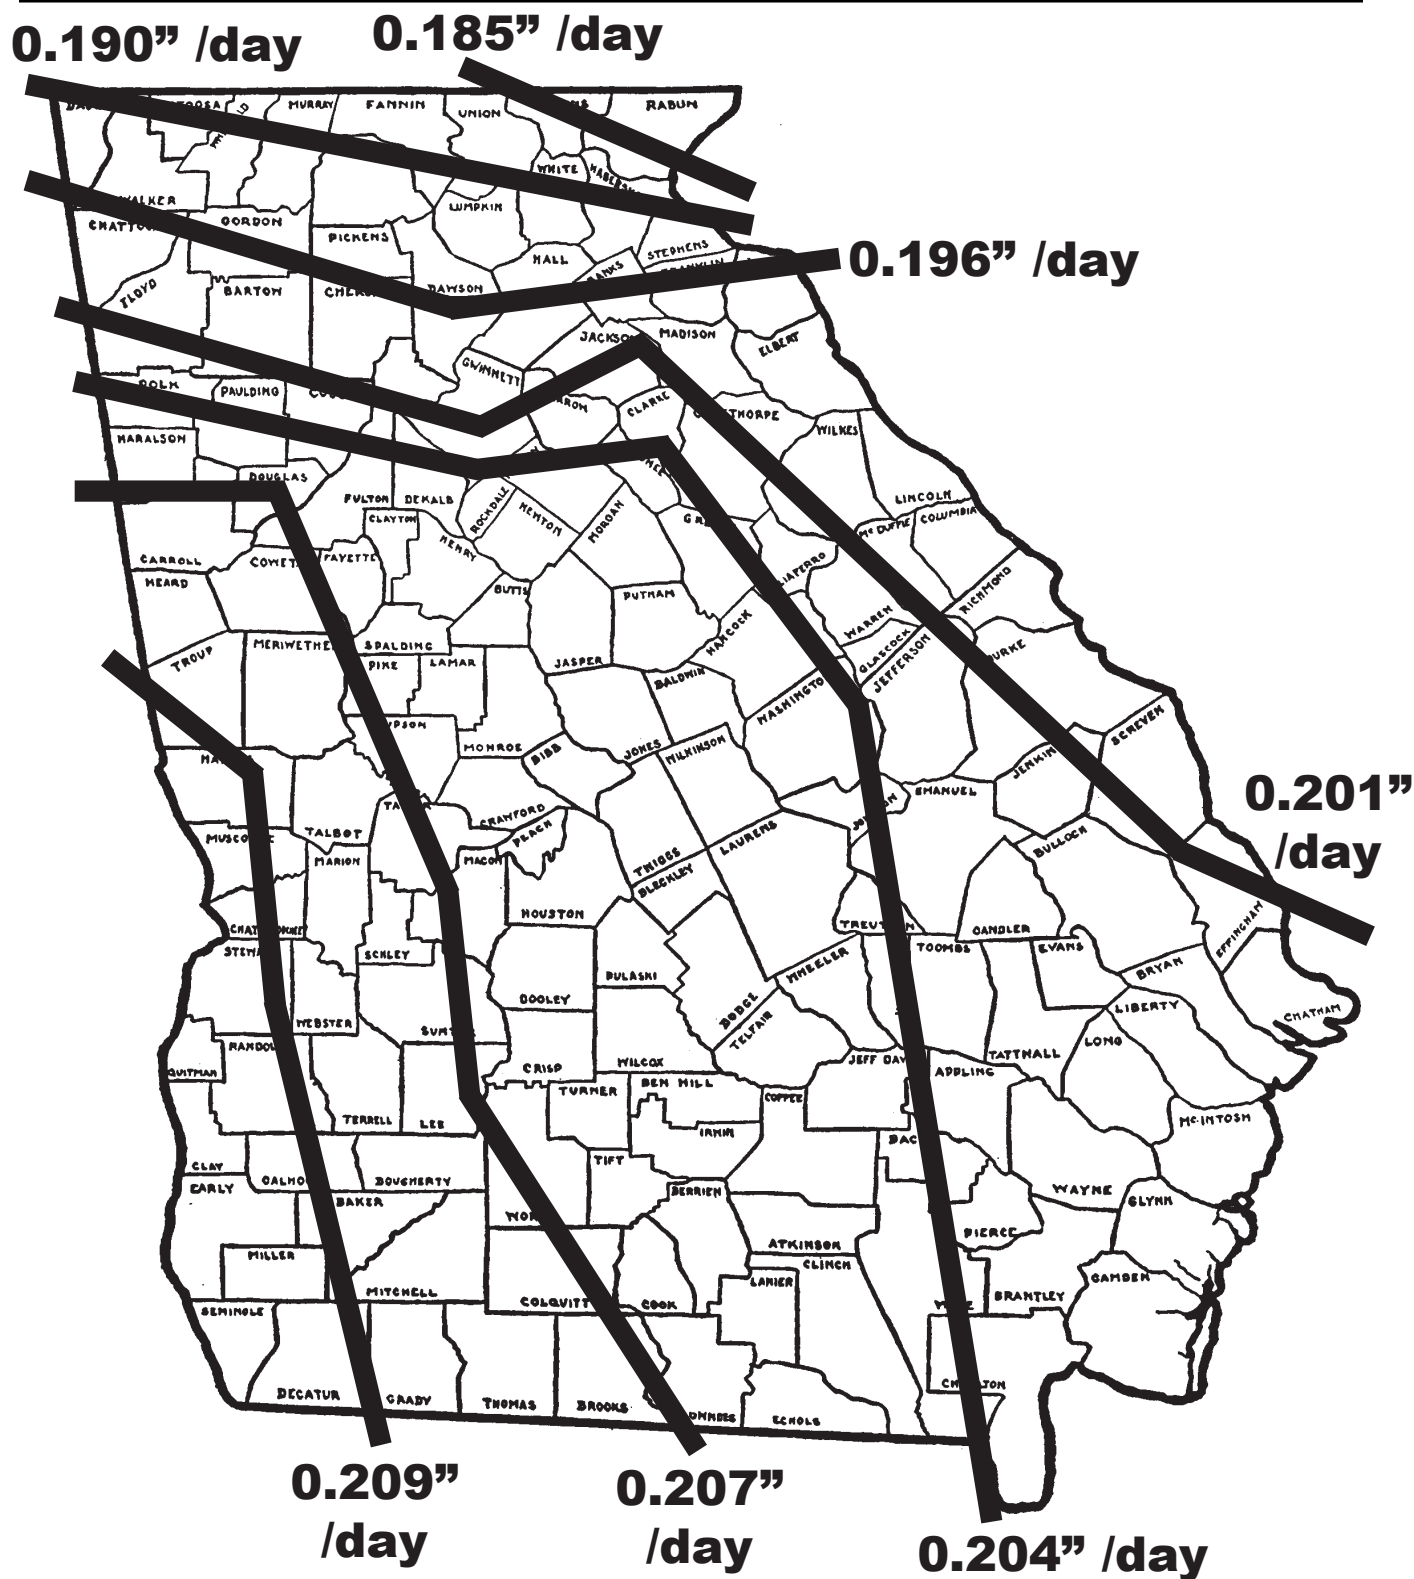 0.190” /day
0.185” /day
MURRAY
FANNIN
UNION
RABUN
WHITE
WALKER
LUMPKIN
GORDON
PICKENS
HALL
STEPHENS
0.196” /day
BARTOW
DAWSON
FLOYD
JACKSON
MADISON
ELBERT
GWINNETT
POLK
PAULDING
CLARKE
WILKES
HARALSON
DOUGLAS
FULTON
DEKALB
ROCKDALE
NEWTON
MORGAN
LINCOLN
CLAYTON
McDUFFIE
COLUMBIA
HENRY
CARROLL
FAYETTE
HEARD
BUTTS
PUTNAM
RICHMOND
WARREN
HANCOCK
GLASCOCK
JEFFERSON
TROUP
SPALDING
PIKE
LAMAR
JASPER
BALDWIN
WASHINGTO
MONROE
BIBB
JONES
WILKINSON
SCREVEN
JENKIN
0.201”
/day
EMANUEL
TALBOT
CRAWFORD
PEACH
MARION
MACON
TWIGGS
BLECKLEY
LAURENS
BULLOCH
HOUSTON
CANDLER
SCHLEY
TOOMBS
EVANS
EFFINGHAM
PULASKI
WHEELER
BRYAN
DOOLEY
DODGE
TELFAIR
LIBERTY
CHATHAM
WEBSTER
LONG
TATTNALL
QUITMAN
CRISP
WILCOX
JEFF DAV
APPLING
TURNER
BEN HILL
COFFEE
TERRELL
LEE
IRWIN
McINTOSH
CLAY
TIFT
EARLY
DOUGHERTY
BERRIEN
WAYNE
GLYNN
BAKER
PIERCE
MILLER
ATKINSON
CLINCH
LANIER
CAMDEN
SEMINOLE
MITCHELL
COLQUITT
COOK
BRANTLEY
DECATUR
GRADY
THOMAS
BROOKS
ECHOLS
0.209”
/day
0.207”
/day
0.204” /day